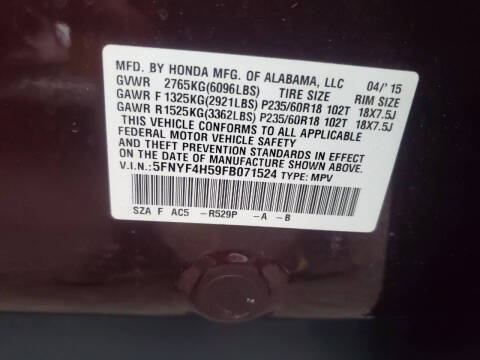 MFD. BY HONDA MFG. OF ALABAMA, LLC 04/'15
GVWR 2765KG(6096LBS) TIRE SIZE RIM SIZE
GAWR F 1325KG(2921LBS) P235/60R18 102T 18X7.5J
GAWR R1525KG(3362LBS) P235/60R18 102T 18X7.5J
THIS VEHICLE CONFORMS TO ALL APPLICABLE
FEDERAL MOTOR VEHICLE SAFETY
AND THEFT PREVENTION STANDARDS IN EFFECT
ON THE DATE OF MANUFACTURE SHOWN ABOVE.
V.I.N.:5FNYF4H59FB071524 TYPE: MPV
SZA F AC5 -R529P -A -B